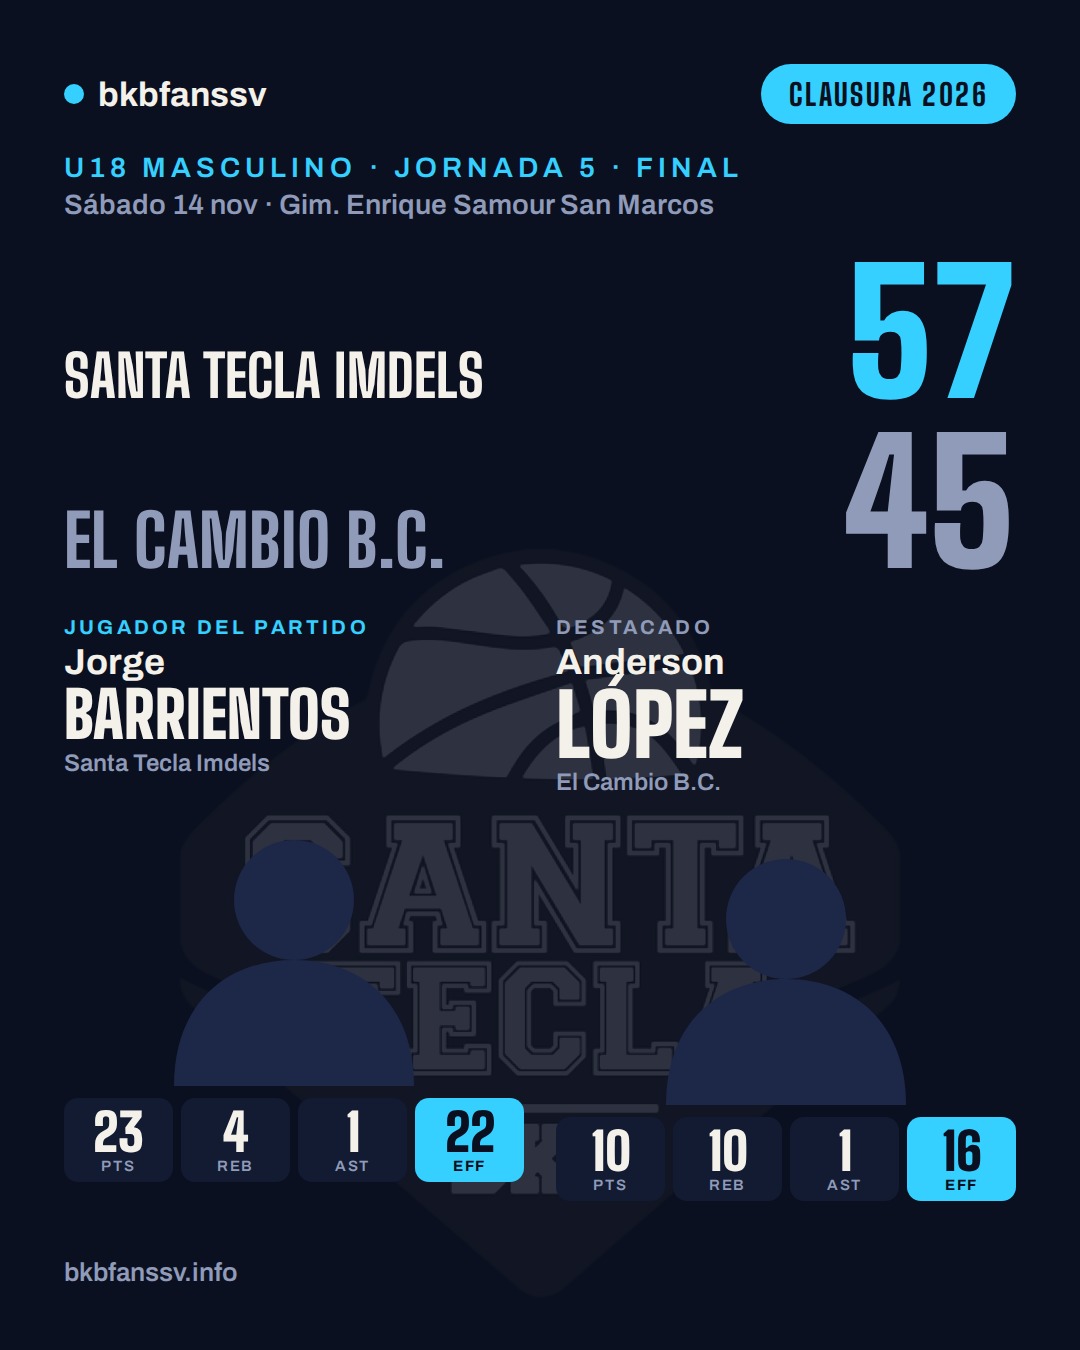 bkbfanssv
CLAUSURA 2026
U18 MASCULINO · JORNADA 5 · FINAL
Sábado 14 nov · Gim. Enrique Samour San Marcos
57
SANTA TECLA IMDELS
45
EL CAMBIO B.C.
JUGADOR DEL PARTIDO
Jorge
BARRIENTOS
Santa Tecla Imdels
DESTACADO
Anderson
LÓPEZ
El Cambio B.C.
SANTA
TECLA
23 4 1 22
PTS REB AST EFF
10 10 1 16
PTS REB AST EFF
bkbfanssv.info